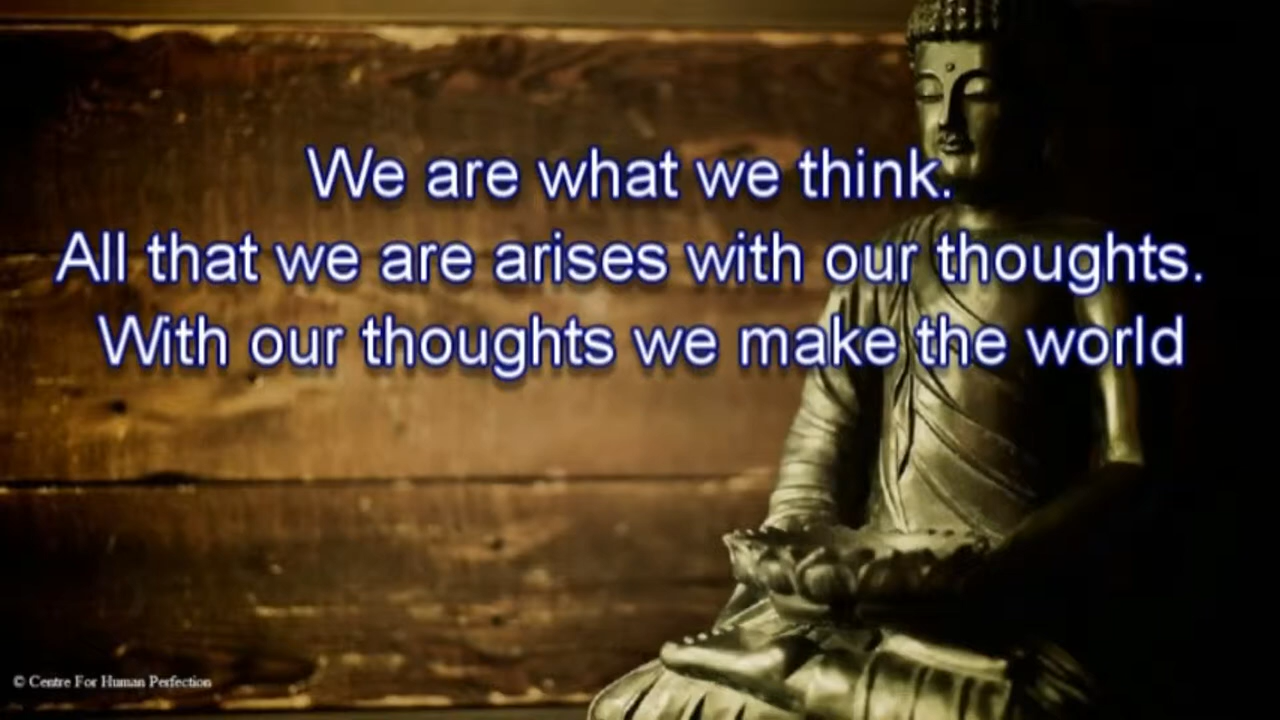 We are what we think.
All that we are arises with our thoughts.
With our thoughts we make the world
© Centre For Human Perfection